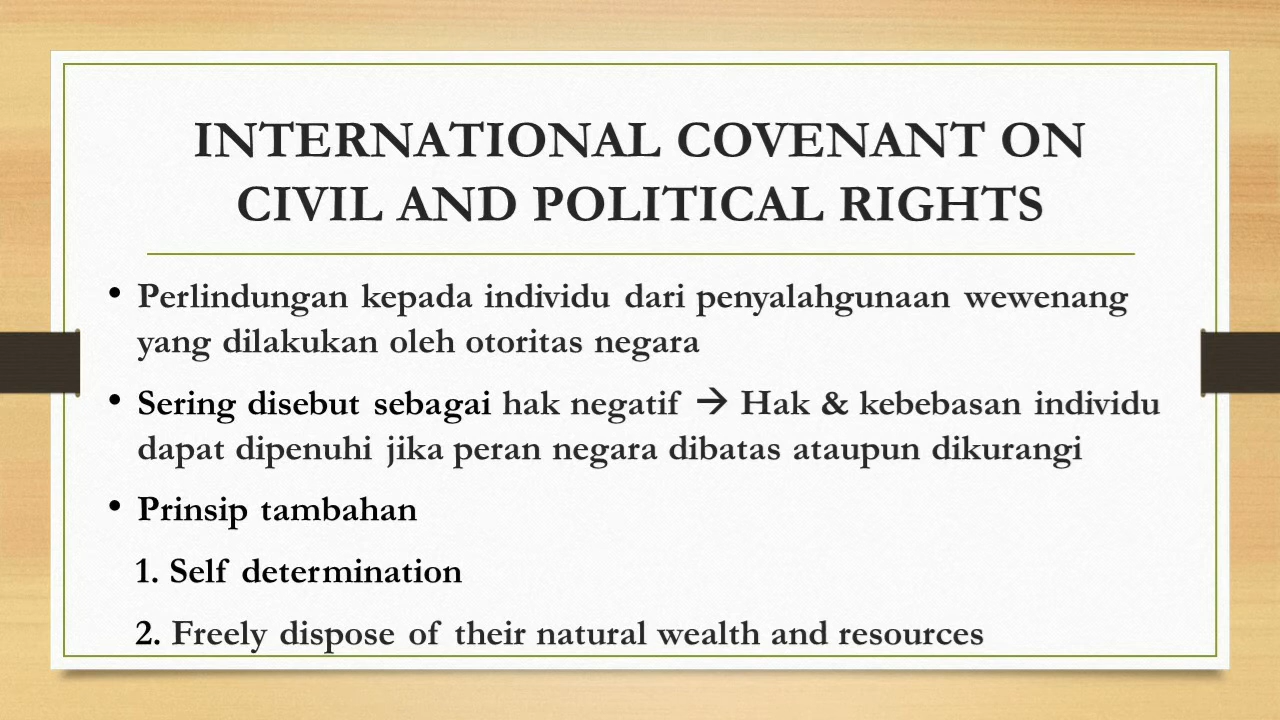 INTERNATIONAL COVENANT ON
CIVIL AND POLITICAL RIGHTS
• Perlindungan kepada individu dari penyalahgunaan wewenang
yang dilakukan oleh otoritas negara
• Sering disebut sebagai hak negatif → Hak & kebebasan individu
dapat dipenuhi jika peran negara dibatas ataupun dikurangi
• Prinsip tambahan
1. Self determination
2. Freely dispose of their natural wealth and resources